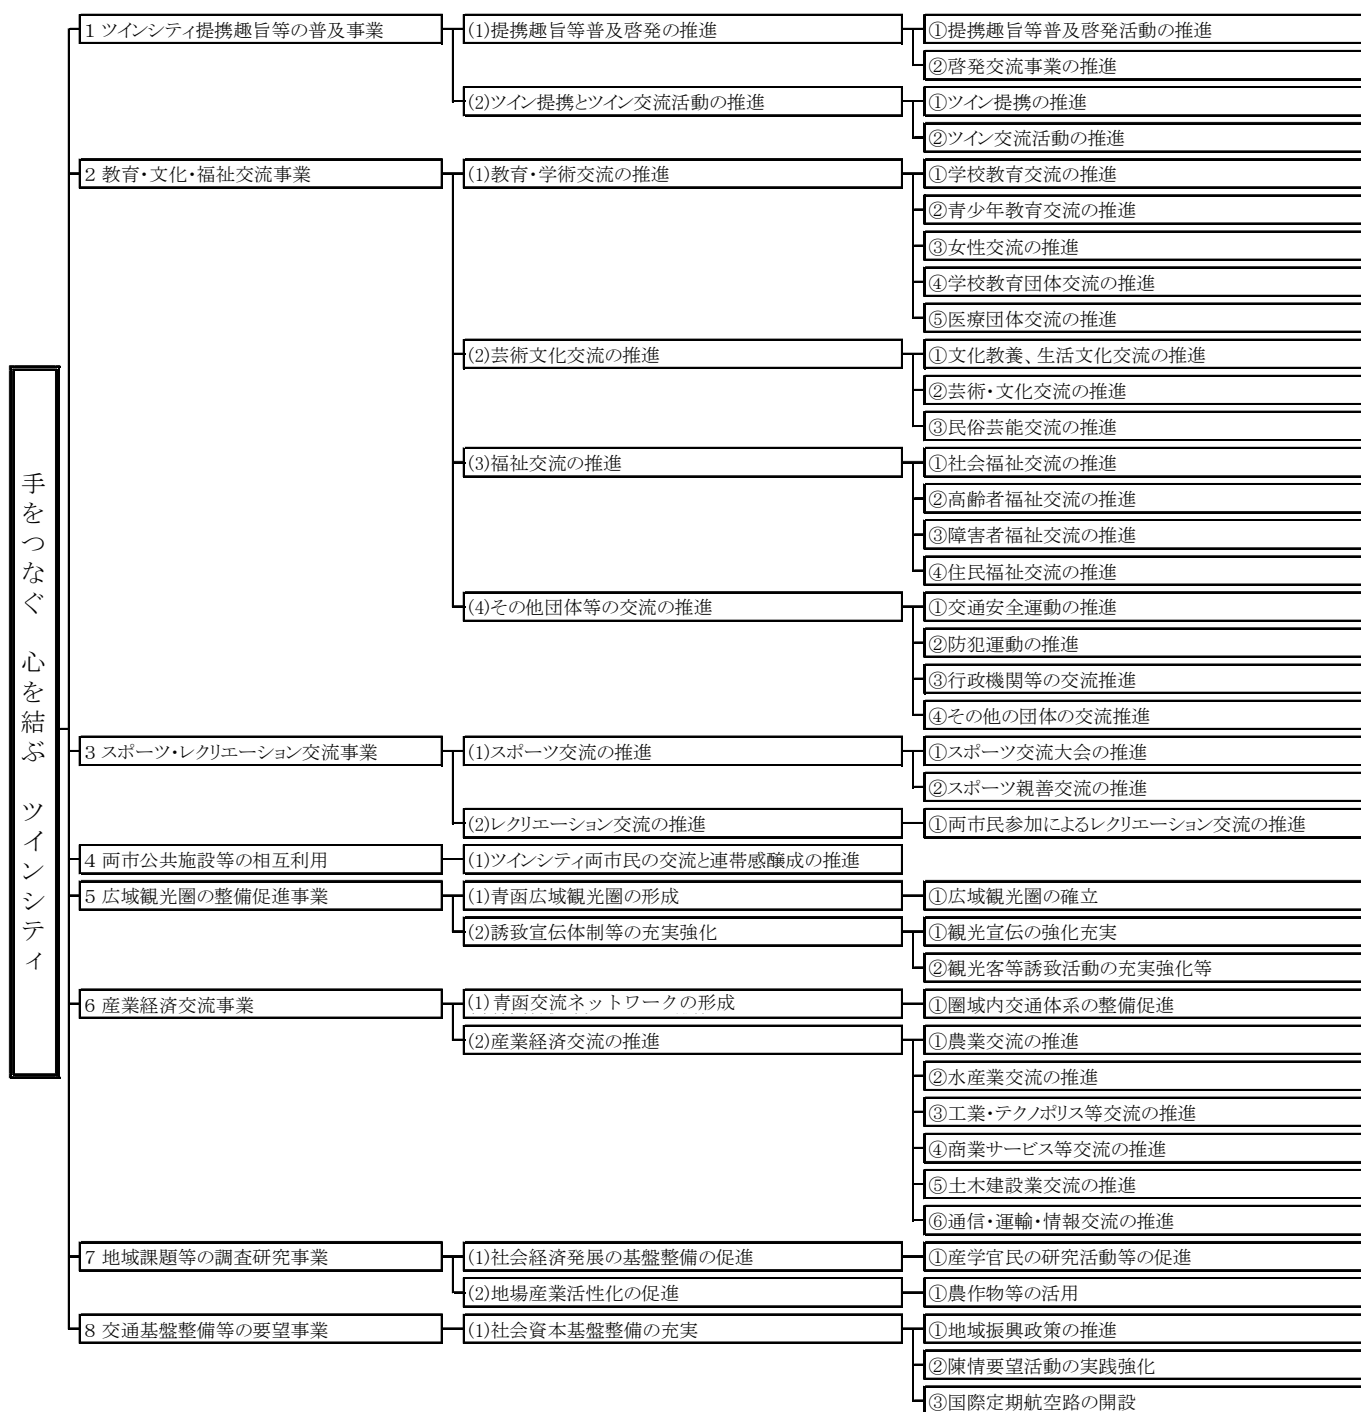 手をつなぐ 心を結ぶ ツインシティ
1 ツインシティ提携趣旨等の普及事業
(1)提携趣旨等普及啓発の推進
①提携趣旨等普及啓発活動の推進
②啓発交流事業の推進
(2)ツイン提携とツイン交流活動の推進
①ツイン提携の推進
②ツイン交流活動の推進
2 教育・文化・福祉交流事業
(1)教育・学術交流の推進
①学校教育交流の推進
②青少年教育交流の推進
③女性交流の推進
④学校教育団体交流の推進
⑤医療団体交流の推進
(2)芸術文化交流の推進
①文化教養、生活文化交流の推進
②芸術・文化交流の推進
③民俗芸能交流の推進
(3)福祉交流の推進
①社会福祉交流の推進
②高齢者福祉交流の推進
③障害者福祉交流の推進
④住民福祉交流の推進
(4)その他団体等の交流の推進
①交通安全運動の推進
②防犯運動の推進
③行政機関等の交流推進
④その他の団体の交流推進
3 スポーツ・レクリエーション交流事業
(1)スポーツ交流の推進
①スポーツ交流大会の推進
②スポーツ親善交流の推進
(2)レクリエーション交流の推進
①両市民参加によるレクリエーション交流の推進
4 両市公共施設等の相互利用
(1)ツインシティ両市民の交流と連帯感醸成の推進
5 広域観光圏の整備促進事業
(1)青函広域観光圏の形成
①広域観光圏の確立
(2)誘致宣伝体制等の充実強化
①観光宣伝の強化充実
②観光客等誘致活動の充実強化等
6 産業経済交流事業
(1)青函交流ネットワークの形成
①圏域内交通体系の整備促進
(2)産業経済交流の推進
①農業交流の推進
②水産業交流の推進
③工業・テクノポリス等交流の推進
④商業サービス等交流の推進
⑤土木建設業交流の推進
⑥通信・運輸・情報交流の推進
7 地域課題等の調査研究事業
(1)社会経済発展の基盤整備の促進
①産学官民の研究活動等の促進
(2)地場産業活性化の促進
①農作物等の活用
8 交通基盤整備等の要望事業
(1)社会資本基盤整備の充実
①地域振興政策の推進
②陳情要望活動の実践強化
③国際定期航空路の開設